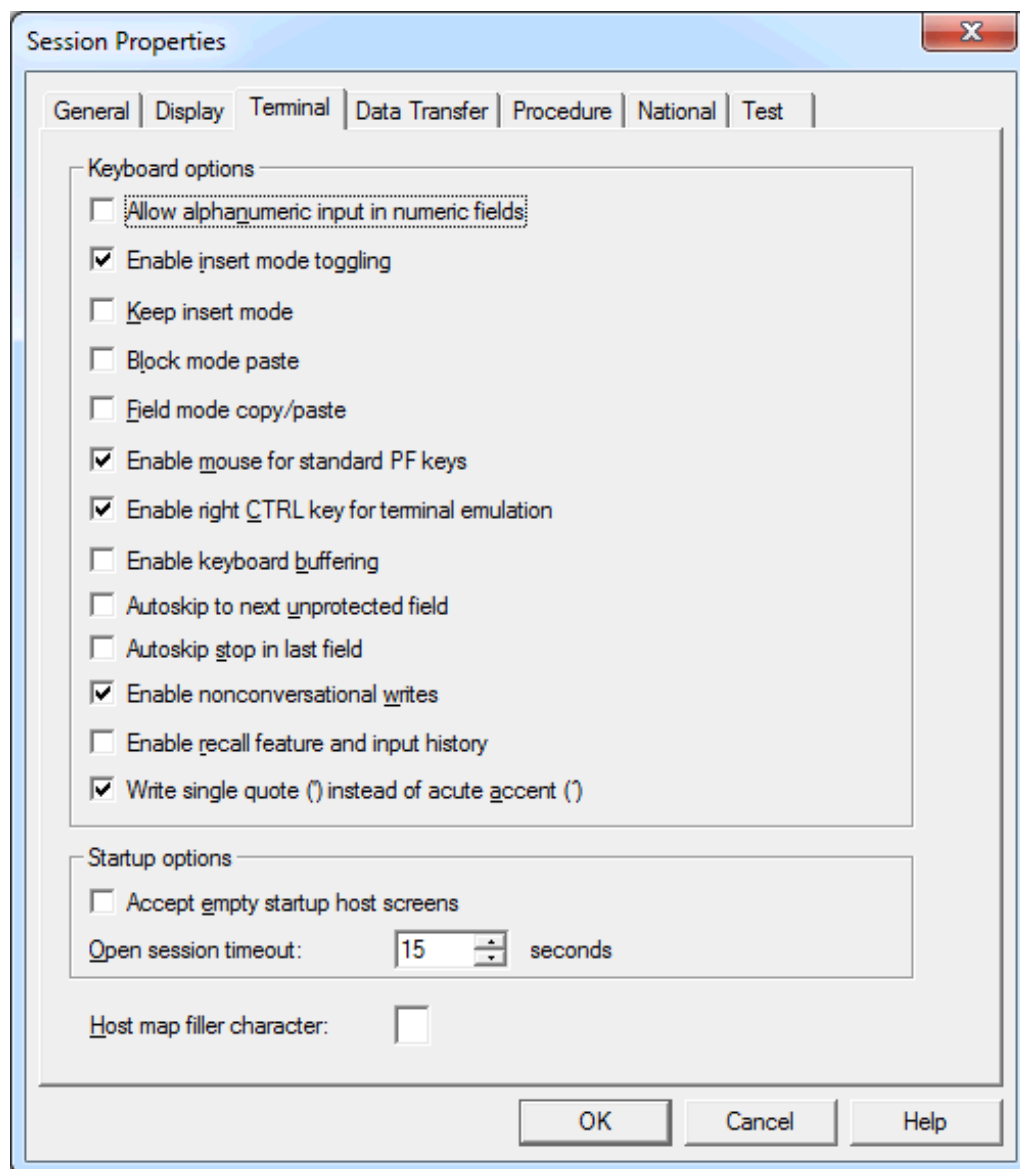 Session Properties
General Display Terminal Data Transfer Procedure National Test
Keyboard options
Allow alphanumeric input in numeric fields
Enable insert mode toggling
Keep insert mode
Block mode paste
Field mode copy/paste
Enable mouse for standard PF keys
Enable right CTRL key for terminal emulation
Enable keyboard buffering
Autoskip to next unprotected field
Autoskip stop in last field
Enable nonconversational writes
Enable recall feature and input history
Write single quote (') instead of acute accent (´)
Startup options
Accept empty startup host screens
Open session timeout: 15 seconds
Host map filler character:
OK Cancel Help